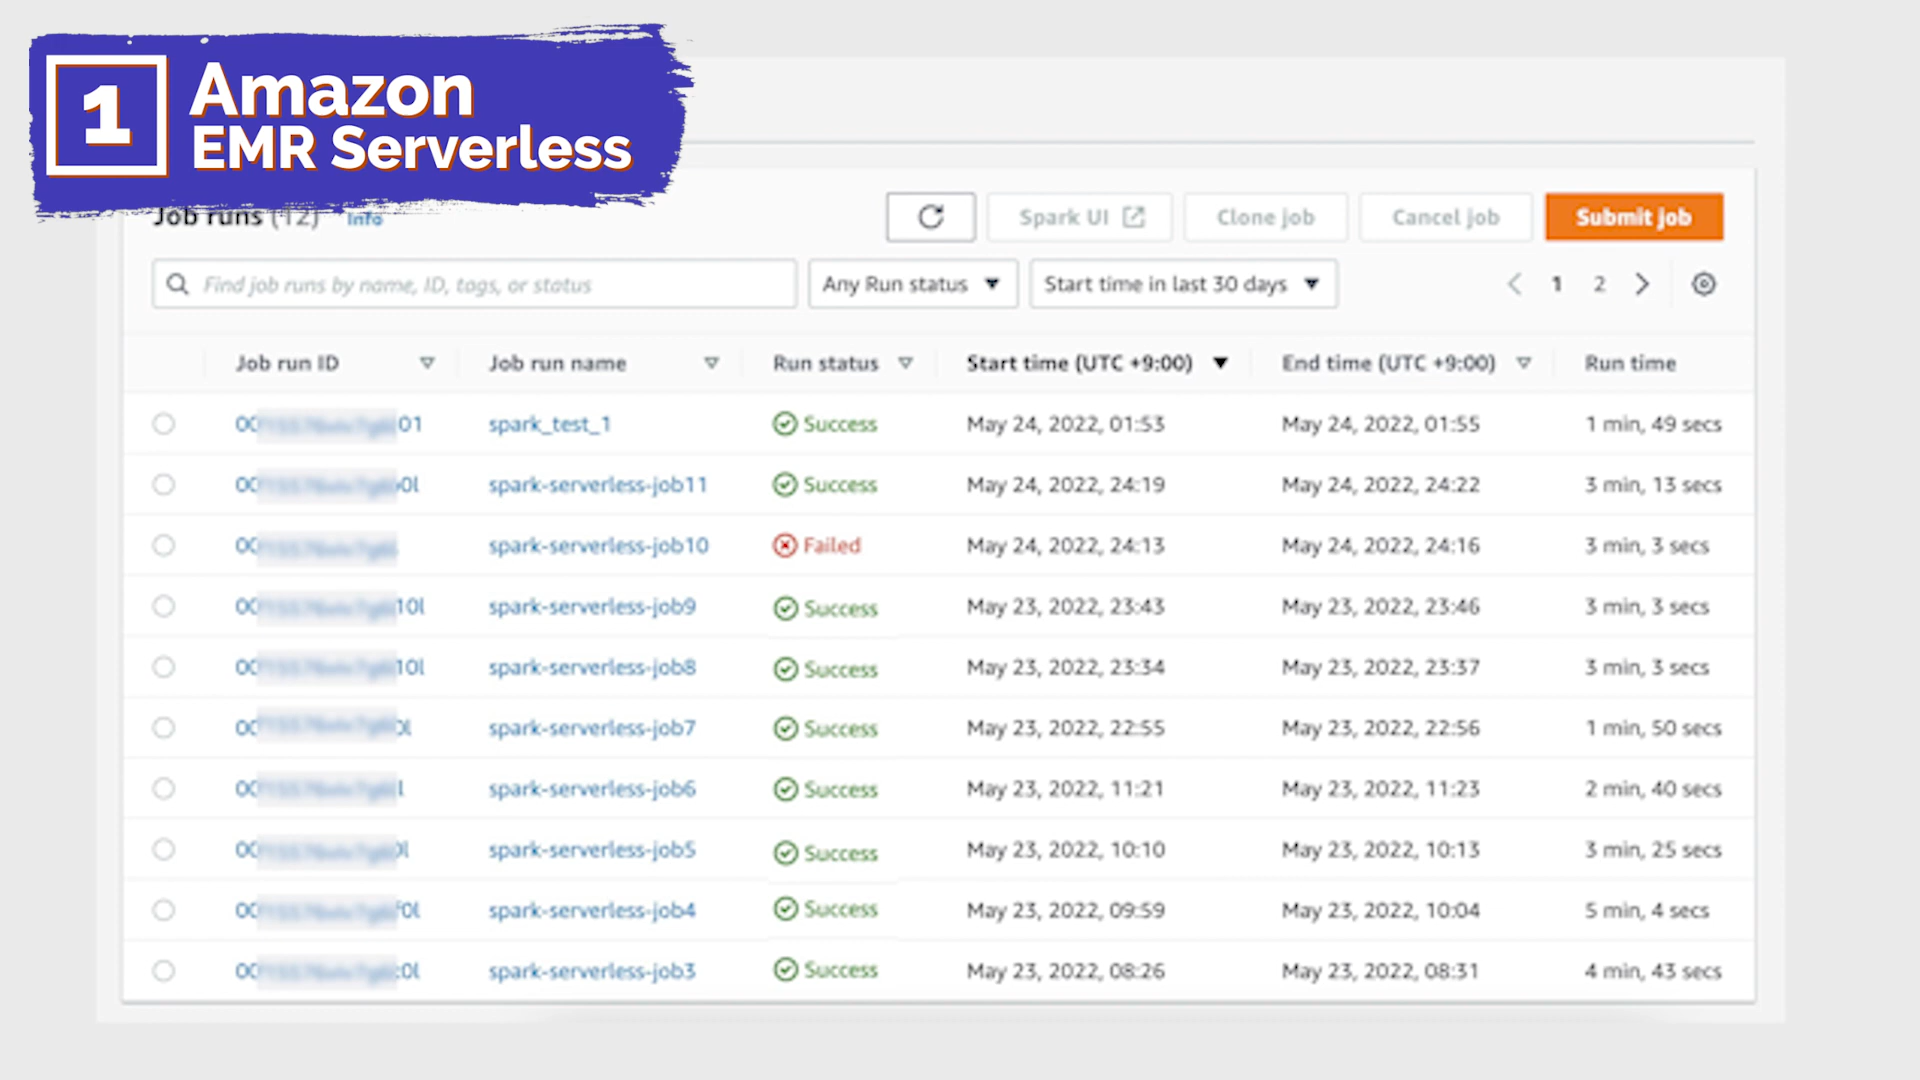 1
Amazon
EMR Serverless
Job runs (12) Info
Spark UI
Clone job
Cancel job
Submit job
Find job runs by name, ID, tags, or status
Any Run status
Start time in last 30 days
1 2
Job run ID Job run name Run status Start time (UTC +9:00) End time (UTC +9:00) Run time
spark_test_1 Success May 24, 2022, 01:53 May 24, 2022, 01:55 1 min, 49 secs
spark-serverless-job11 Success May 24, 2022, 24:19 May 24, 2022, 24:22 3 min, 13 secs
spark-serverless-job10 Failed May 24, 2022, 24:13 May 24, 2022, 24:16 3 min, 3 secs
spark-serverless-job9 Success May 23, 2022, 23:43 May 23, 2022, 23:46 3 min, 3 secs
spark-serverless-job8 Success May 23, 2022, 23:34 May 23, 2022, 23:37 3 min, 3 secs
spark-serverless-job7 Success May 23, 2022, 22:55 May 23, 2022, 22:56 1 min, 50 secs
spark-serverless-job6 Success May 23, 2022, 11:21 May 23, 2022, 11:23 2 min, 40 secs
spark-serverless-job5 Success May 23, 2022, 10:10 May 23, 2022, 10:13 3 min, 25 secs
spark-serverless-job4 Success May 23, 2022, 09:59 May 23, 2022, 10:04 5 min, 4 secs
spark-serverless-job3 Success May 23, 2022, 08:26 May 23, 2022, 08:31 4 min, 43 secs